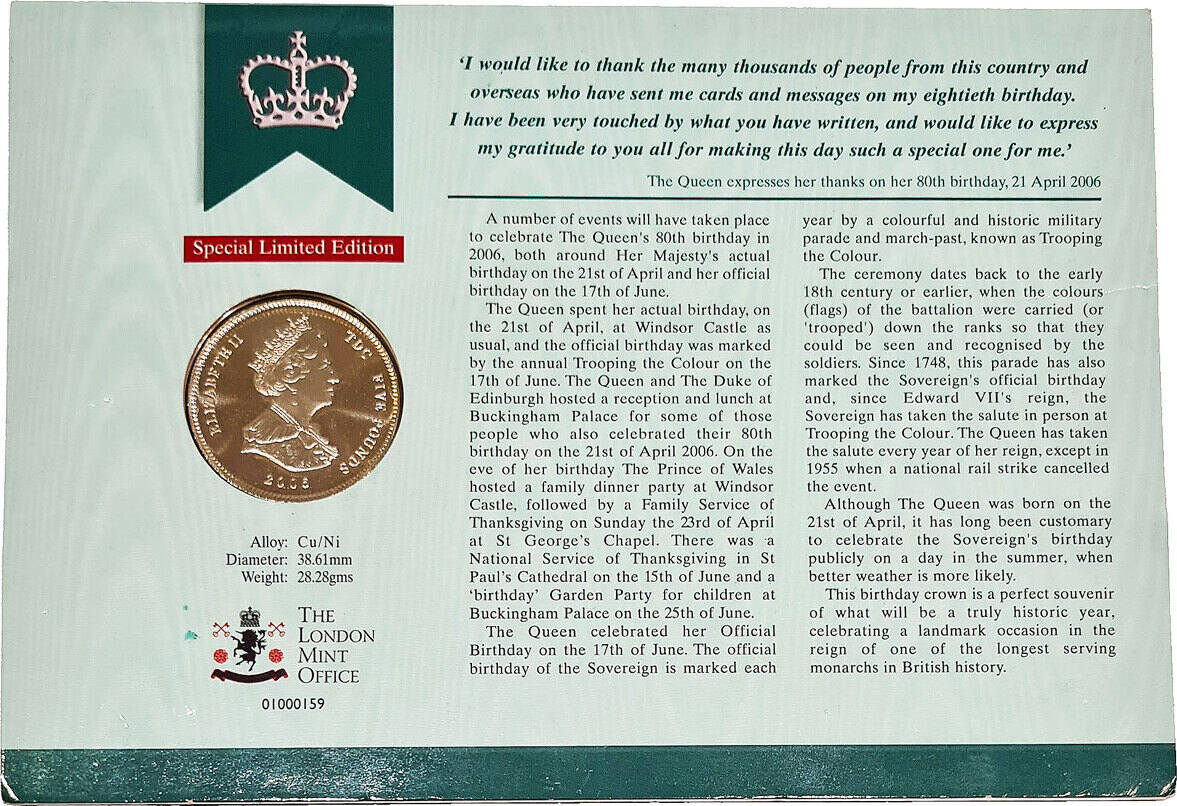 'I would like to thank the many thousands of people from this country and
overseas who have sent me cards and messages on my eightieth birthday.
I have been very touched by what you have written, and would like to express
my gratitude to you all for making this day such a special one for me.'
The Queen expresses her thanks on her 80th birthday, 21 April 2006
Special Limited Edition
ELIZABETH II
TDC
FIVE POUNDS
2006
Alloy: Cu/Ni
Diameter: 38.61mm
Weight: 28.28gms
THE
LONDON
MINT
OFFICE
01000159
A number of events will have taken place
to celebrate The Queen's 80th birthday in
2006, both around Her Majesty's actual
birthday on the 21st of April and her official
birthday on the 17th of June.
The Queen spent her actual birthday, on
the 21st of April, at Windsor Castle as
usual, and the official birthday was marked
by the annual Trooping the Colour on the
17th of June. The Queen and The Duke of
Edinburgh hosted a reception and lunch at
Buckingham Palace for some of those
people who also celebrated their 80th
birthday on the 21st of April 2006. On the
eve of her birthday The Prince of Wales
hosted a family dinner party at Windsor
Castle, followed by a Family Service of
Thanksgiving on Sunday the 23rd of April
at St George's Chapel. There was a
National Service of Thanksgiving in St
Paul's Cathedral on the 15th of June and a
'birthday' Garden Party for children at
Buckingham Palace on the 25th of June.
The Queen celebrated her Official
Birthday on the 17th of June. The official
birthday of the Sovereign is marked each
year by a colourful and historic military
parade and march-past, known as Trooping
the Colour.
The ceremony dates back to the early
18th century or earlier, when the colours
(flags) of the battalion were carried (or
'trooped') down the ranks so that they
could be seen and recognised by the
soldiers. Since 1748, this parade has also
marked the Sovereign's official birthday
and, since Edward VII's reign, the
Sovereign has taken the salute in person at
Trooping the Colour. The Queen has taken
the salute every year of her reign, except in
1955 when a national rail strike cancelled
the event.
Although The Queen was born on the
21st of April, it has long been customary
to celebrate the Sovereign's birthday
publicly on a day in the summer, when
better weather is more likely.
This birthday crown is a perfect souvenir
of what will be a truly historic year,
celebrating a landmark occasion in the
reign of one of the longest serving
monarchs in British history.